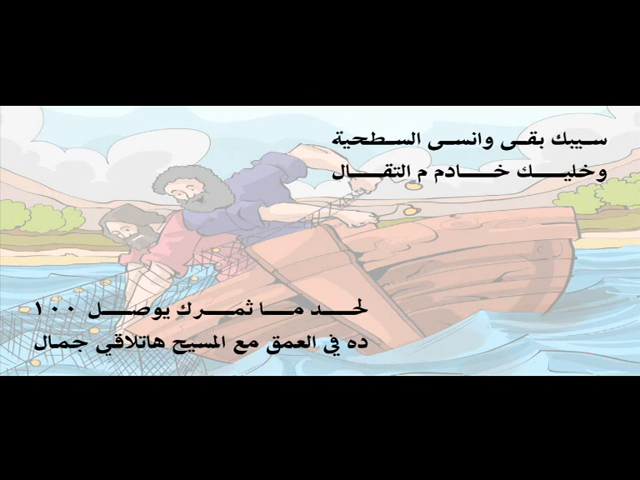 سيبك بقى وانسى السطحية
وخليك خادم م التقال
لحد ما ثمرك يوصل ١٠٠
ده في العمق مع المسيح هاتلاقي جمال